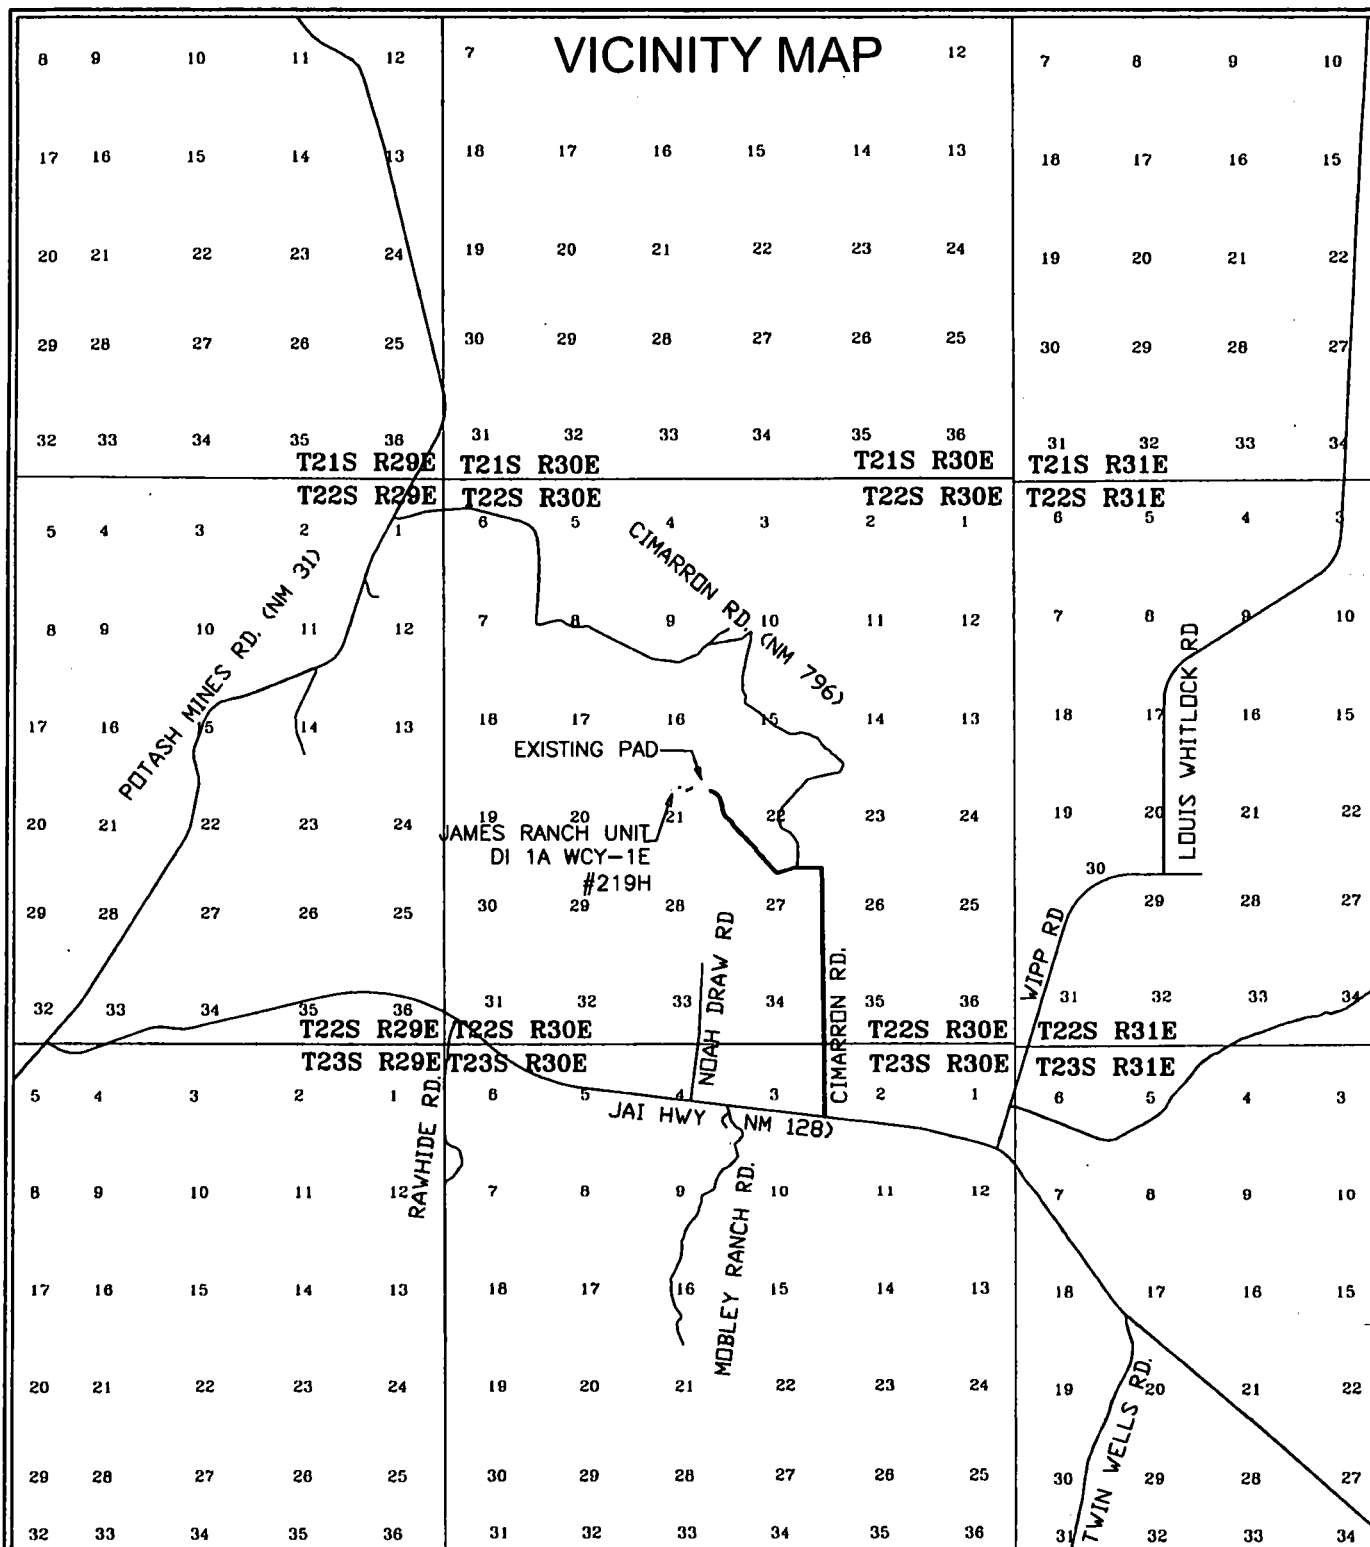 VICINITY MAP
8 9 10 11 12 7 12 7 8 9 10
17 16 15 14 13 18 17 16 15 14 13 18 17 16 15
20 21 22 23 24 19 20 21 22 23 24 19 20 21 22
29 28 27 26 25 30 29 28 27 26 25 30 29 28 27
32 33 34 35 36 31 32 33 34 35 36 31 32 33 34
T21S R29E T21S R30E T21S R30E T21S R31E
T22S R29E T22S R30E T22S R30E T22S R31E
5 4 3 2 1 6 5 4 3 2 1 6 5 4 3
CIMARRON RD. (NM 796)
POTASH MINES RD. (NM 31)
8 9 10 11 12 7 8 9 10 11 12 7 8 9 10
LOUIS WHITLOCK RD
17 16 15 14 13 18 17 16 15 14 13 18 17 16 15
EXISTING PAD
20 21 22 23 24 19 20 21 22 23 24 19 20 21 22
JAMES RANCH UNIT
DI 1A WCY-1E
#219H
30
29 28 27 26 25 30 29 28 27 26 25 29 28 27
NOAH DRAW RD
CIMARRON RD.
WIPP RD
32 33 34 35 36 31 32 33 34 35 36 31 32 33 34
T22S R29E T22S R30E T22S R30E T22S R31E
T23S R29E T23S R30E T23S R30E T23S R31E
5 4 3 2 1 6 5 4 3 2 1 6 5 4 3
JAI HWY ( NM 128)
RAWHIDE RD.
8 9 10 11 12 7 8 9 10 11 12 7 8 9 10
MOBLEY RANCH RD.
17 16 15 14 13 18 17 16 15 14 13 18 17 16 15
20 21 22 23 24 19 20 21 22 23 24 19 20 21 22
TWIN WELLS RD.
29 28 27 26 25 30 29 28 27 26 25 30 29 28 27
32 33 34 35 36 31 32 33 34 35 36 31 32 33 34